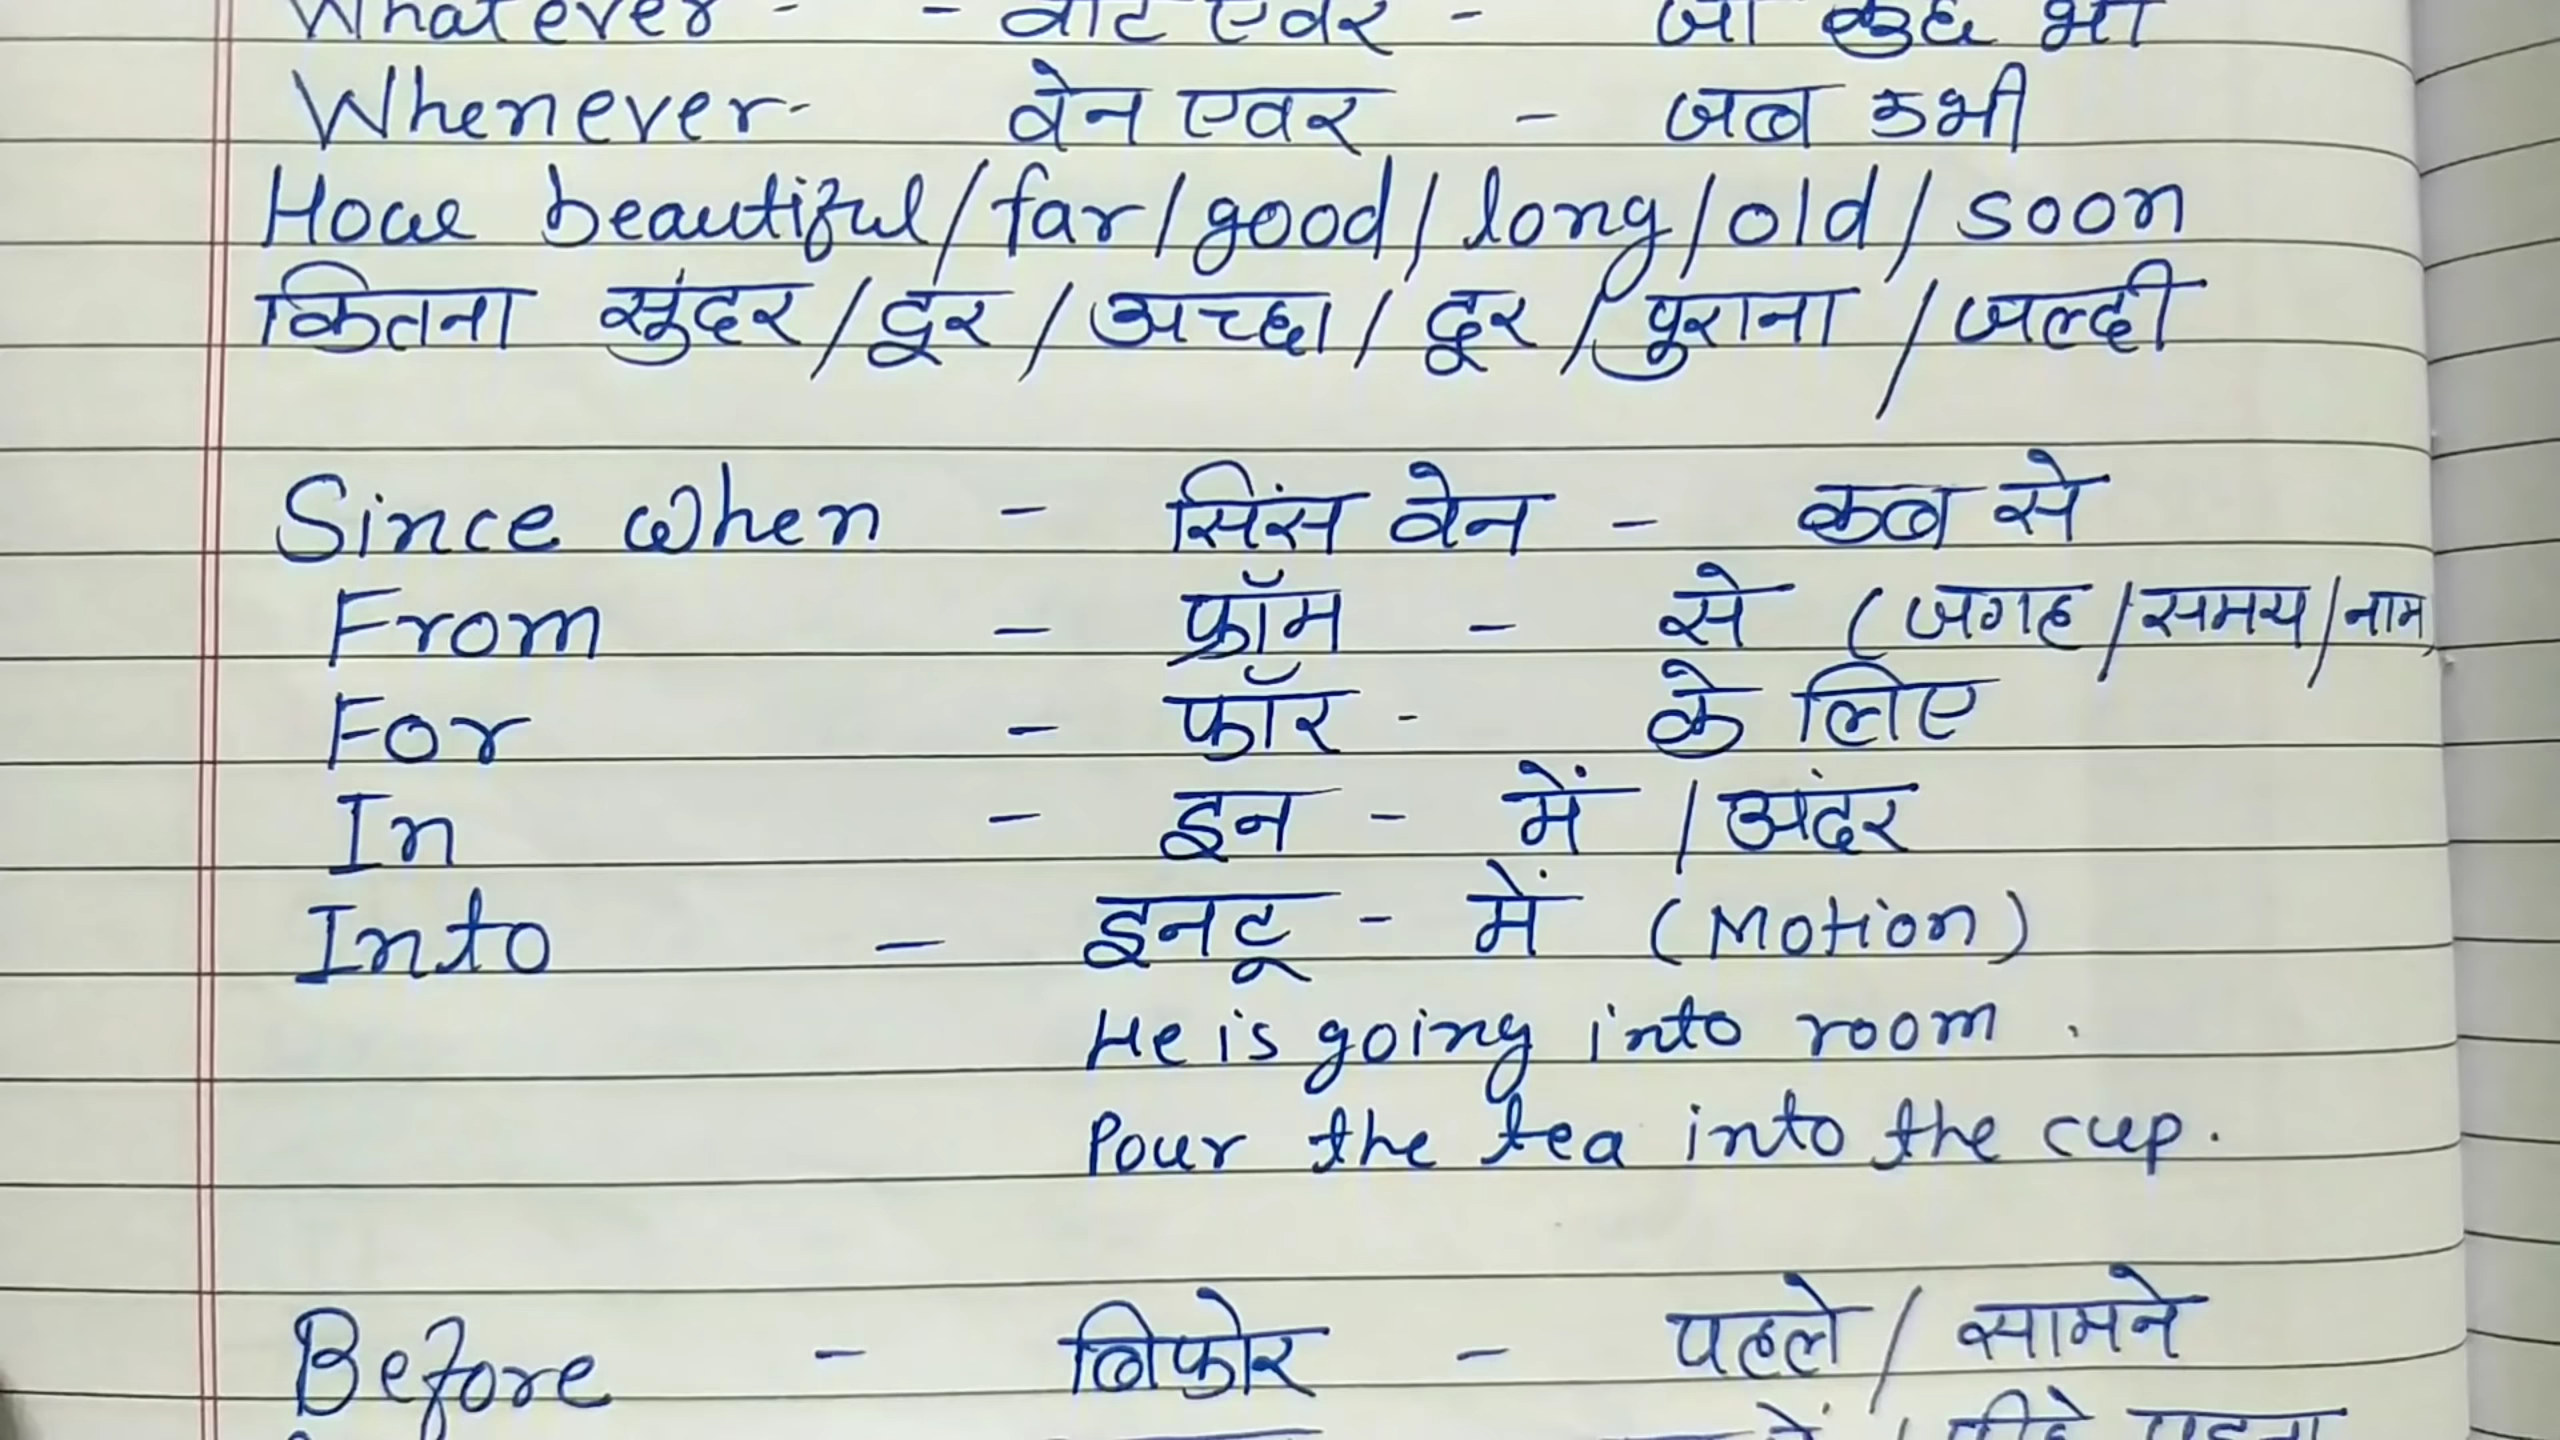 Whatever - - वाट एवर - जो कुछ भी
Whenever - वेन एवर - जब कभी
How beautiful / far / good / long / old / soon
कितना सुंदर / दूर / अच्छा / दूर / पुराना / जल्दी
Since when - सिंस वेन - कब से
From - फ्रॉम - से (जगह / समय / नाम)
For - फॉर - के लिए
In - इन - में / अंदर
Into - इनटू - में (Motion)
He is going into room .
Pour the tea into the cup.
Before - बिफोर - पहले / सामने